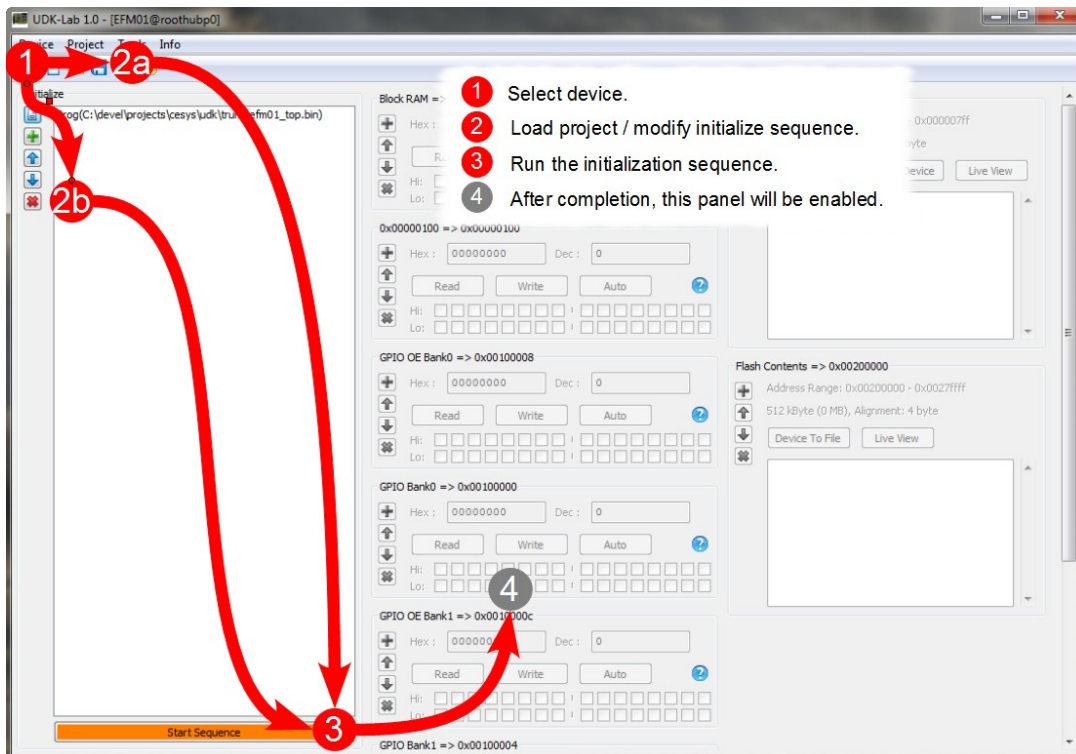 UDK-Lab 1.0 - [EFM01@roothubp0]
Project Info
1
2a
1 Select device.
2 Load project / modify initialize sequence.
3 Run the initialization sequence.
4 After completion, this panel will be enabled.
2b
3
4
Start Sequence
Block RAM =>
Hex :
Hi:
Lo:
0x00000100 => 0x00000100
Hex : 00000000 Dec : 0
Read Write Auto
Hi:
Lo:
GPIO OE Bank0 => 0x00100008
Hex : 00000000 Dec : 0
Read Write Auto
Hi:
Lo:
GPIO Bank0 => 0x00100000
Hex : 00000000 Dec : 0
Read Write Auto
Hi:
Lo:
GPIO OE Bank1 => 0x0010000c
Hex : Dec : 0
Read Write Auto
Hi:
Lo:
GPIO Bank1 => 0x00100004
- 0x000007ff
Live View
Flash Contents => 0x00200000
Address Range: 0x00200000 - 0x0027ffff
512 kByte (0 MB), Alignment: 4 byte
Device To File Live View